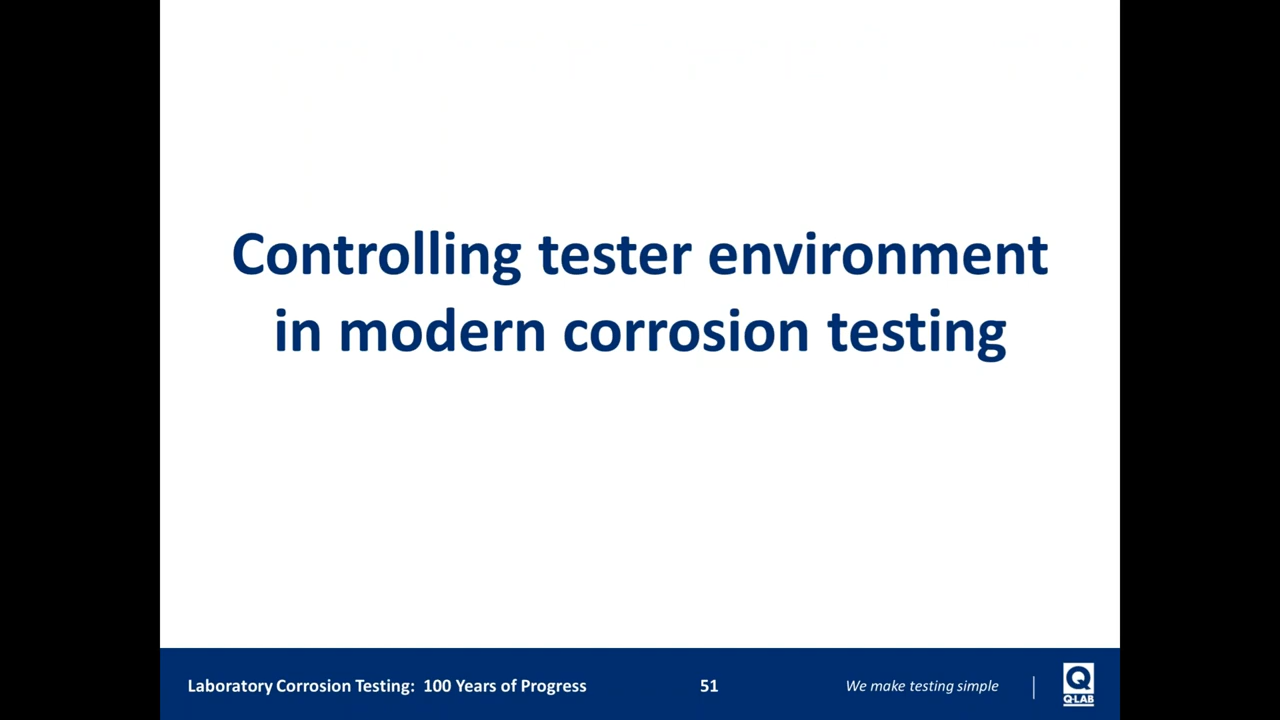 Controlling tester environment
in modern corrosion testing
Laboratory Corrosion Testing: 100 Years of Progress
51
We make testing simple
Q
Q-LAB